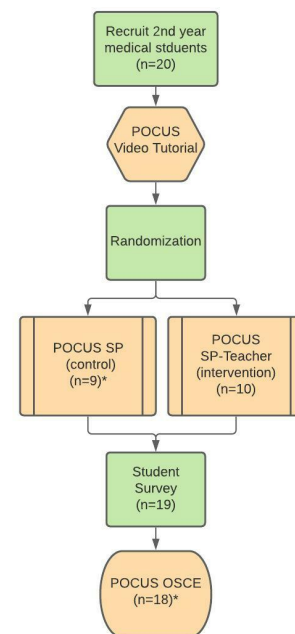 Recruit 2nd year
medical stduents
(n=20)
POCUS
Video Tutorial
Randomization
POCUS SP
(control)
(n=9)*
POCUS
SP-Teacher
(intervention)
(n=10)
Student
Survey
(n=19)
POCUS OSCE
(n=18)*